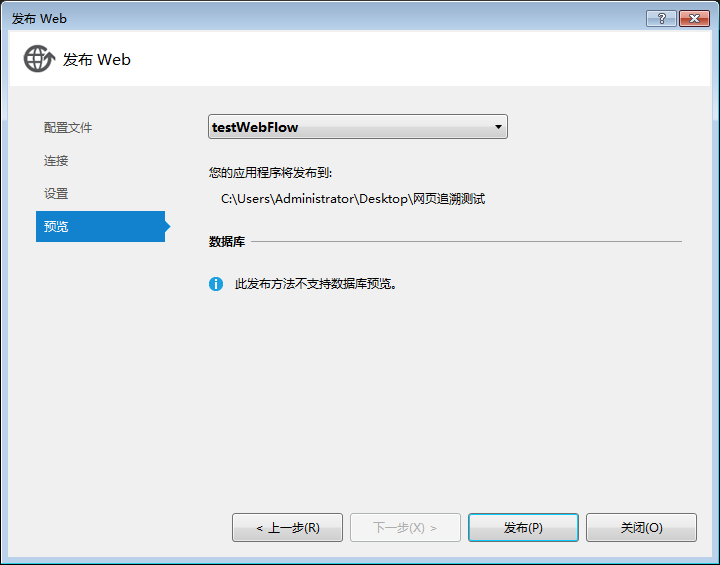 发布 Web
发布 Web
配置文件
连接
设置
预览
testWebFlow
您的应用程序将发布到:
C:\Users\Administrator\Desktop\网页追溯测试
数据库
此发布方法不支持数据库预览。
< 上一步(R)
下一步(X) >
发布(P)
关闭(O)